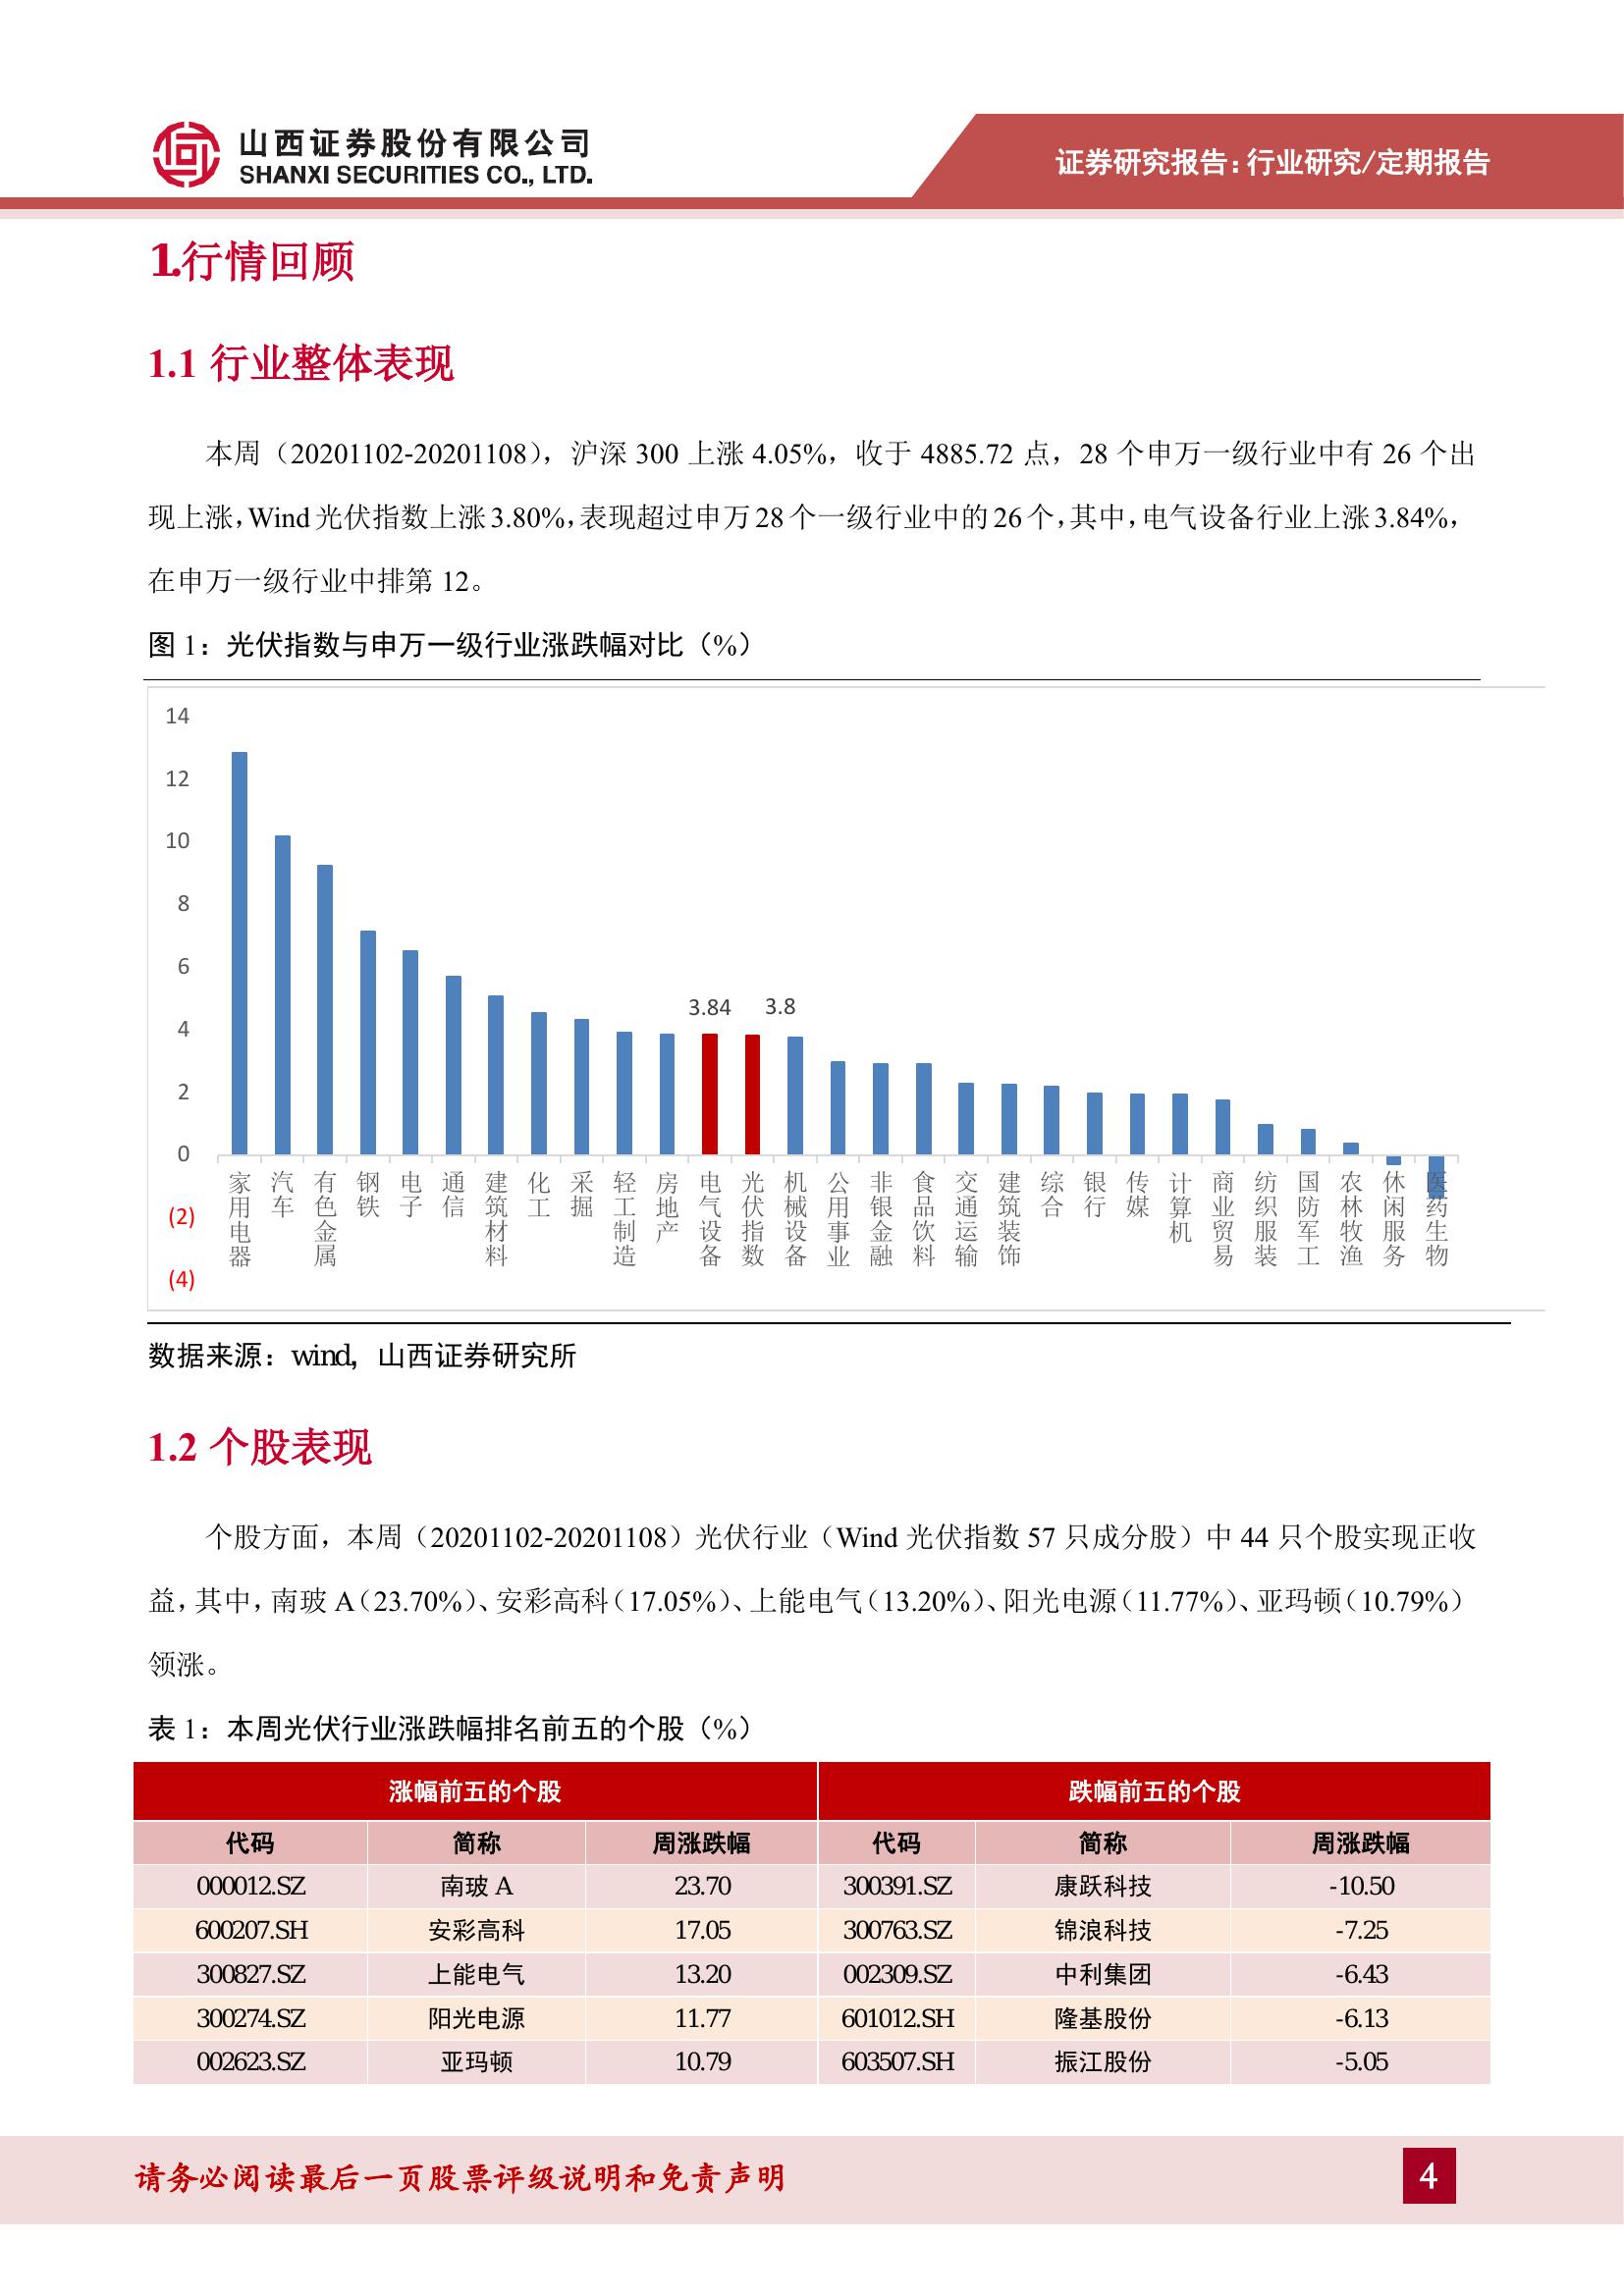 山西证券股份有限公司
SHANXI SECURITIES CO., LTD.
证券研究报告：行业研究/定期报告
1.行情回顾
1.1 行业整体表现
本周（20201102-20201108），沪深 300 上涨 4.05%，收于 4885.72 点，28 个申万一级行业中有 26 个出
现上涨，Wind 光伏指数上涨 3.80%，表现超过申万 28 个一级行业中的 26 个，其中，电气设备行业上涨 3.84%，
在申万一级行业中排第 12。
图 1：光伏指数与申万一级行业涨跌幅对比（%）
14
12
10
8
6
4
2
0
(2)
(4)
3.84
3.8
家用电器
汽车
有色金属
钢铁
电子
通信
建筑材料
化工
采掘
轻工制造
房地产
电气设备
光伏指数
机械设备
公用事业
非银金融
食品饮料
交通运输
建筑装饰
综合
银行
传媒
计算机
商业贸易
纺织服装
国防军工
农林牧渔
休闲服务
医药生物
数据来源：wind，山西证券研究所
1.2 个股表现
个股方面，本周（20201102-20201108）光伏行业（Wind 光伏指数 57 只成分股）中 44 只个股实现正收
益，其中，南玻 A（23.70%）、安彩高科（17.05%）、上能电气（13.20%）、阳光电源（11.77%）、亚玛顿（10.79%）
领涨。
表 1：本周光伏行业涨跌幅排名前五的个股（%）
涨幅前五的个股 跌幅前五的个股
代码 简称 周涨跌幅 代码 简称 周涨跌幅
000012.SZ 南玻 A 23.70 300391.SZ 康跃科技 -10.50
600207.SH 安彩高科 17.05 300763.SZ 锦浪科技 -7.25
300827.SZ 上能电气 13.20 002309.SZ 中利集团 -6.43
300274.SZ 阳光电源 11.77 601012.SH 隆基股份 -6.13
002623.SZ 亚玛顿 10.79 603507.SH 振江股份 -5.05
请务必阅读最后一页股票评级说明和免责声明
4